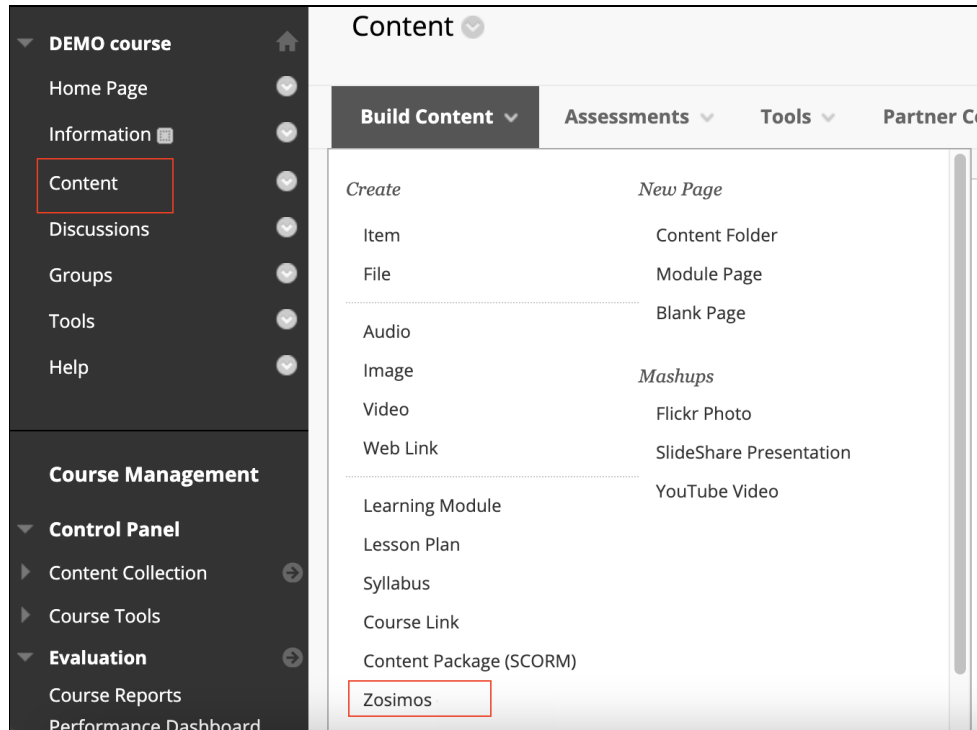 DEMO course
Home Page
Information
Content
Discussions
Groups
Tools
Help
Course Management
Control Panel
Content Collection
Course Tools
Evaluation
Course Reports
Performance Dashboard
Content
Build Content
Assessments
Tools
Partner
Create
Item
File
Audio
Image
Video
Web Link
Learning Module
Lesson Plan
Syllabus
Course Link
Content Package (SCORM)
Zosimos
New Page
Content Folder
Module Page
Blank Page
Mashups
Flickr Photo
SlideShare Presentation
YouTube Video